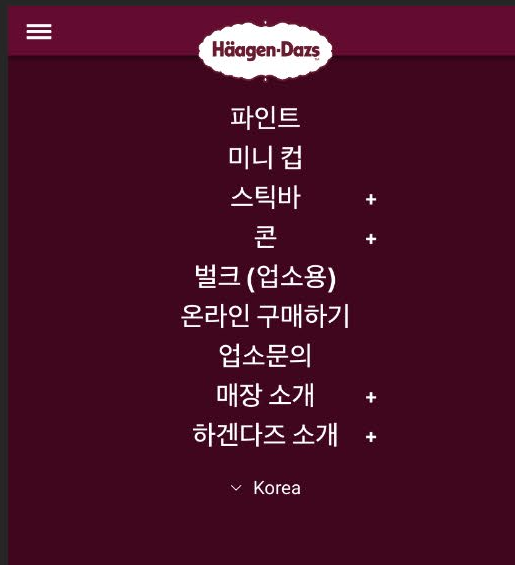 Häagen-Dazs
파인트
미니 컵
스틱바 +
콘 +
벌크 (업소용)
온라인 구매하기
업소문의
매장 소개 +
하겐다즈 소개 +
Korea